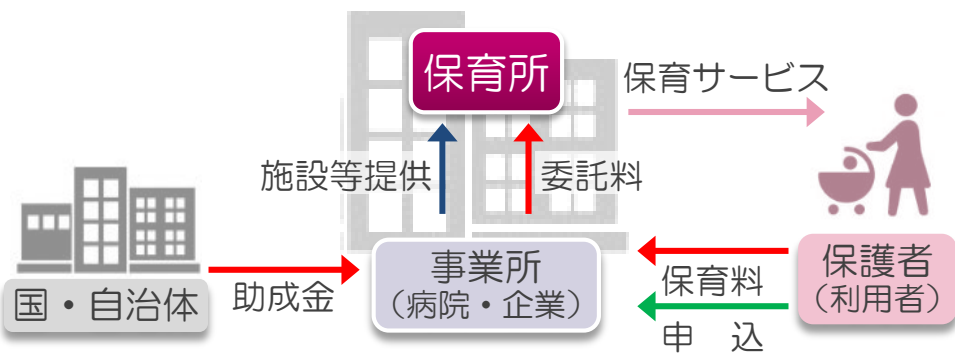 保育所
保育サービス
施設等提供
委託料
国・自治体
助成金
事業所
（病院・企業）
保育料
申　込
保護者
（利用者）